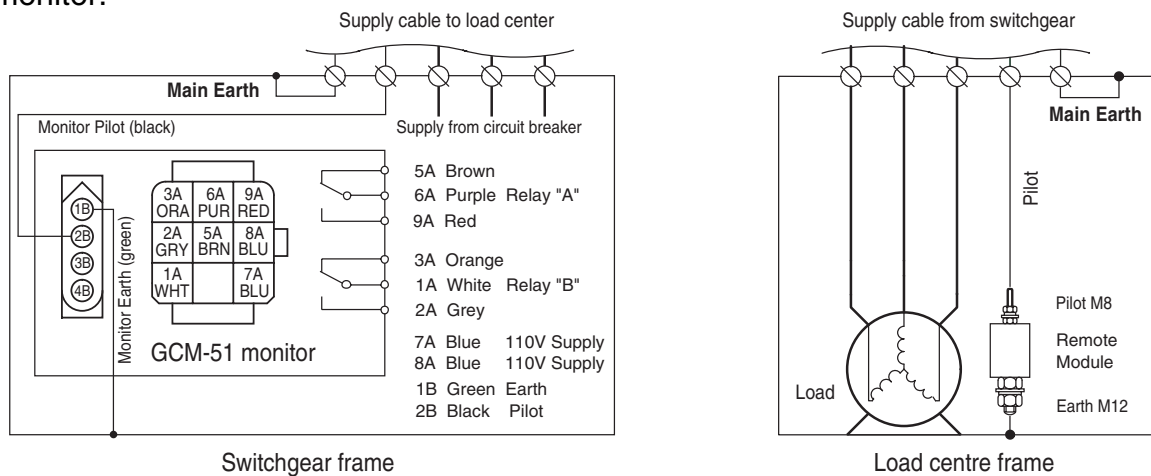 monitor.
Supply cable to load center
Main Earth
Monitor Pilot (black)
Supply from circuit breaker
1B
2B
3B
4B
Monitor Earth (green)
3A
ORA
6A
PUR
9A
RED
2A
GRY
5A
BRN
8A
BLU
1A
WHT
7A
BLU
GCM-51 monitor
5A Brown
6A Purple Relay "A"
9A Red
3A Orange
1A White Relay "B"
2A Grey
7A Blue 110V Supply
8A Blue 110V Supply
1B Green Earth
2B Black Pilot
Switchgear frame
Supply cable from switchgear
Main Earth
Pilot
Pilot M8
Remote
Module
Load
Earth M12
Load centre frame